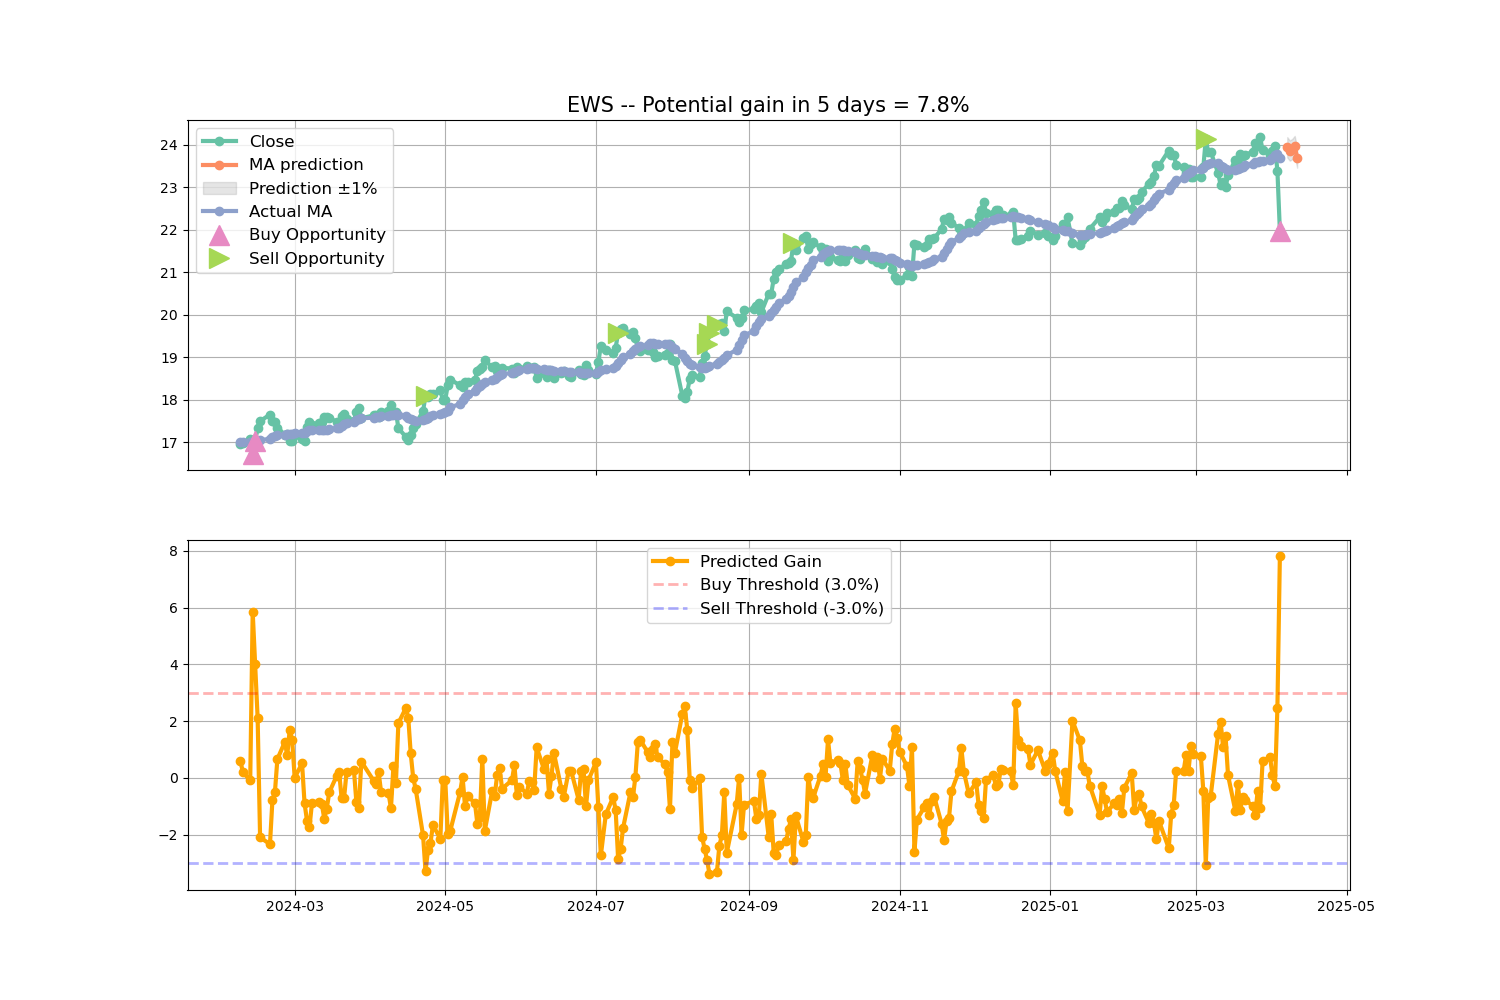 EWS -- Potential gain in 5 days = 7.8%
24
23
22
21
20
19
18
17
Close
MA prediction
Prediction ±1%
Actual MA
Buy Opportunity
Sell Opportunity
8
6
4
2
0
−2
Predicted Gain
Buy Threshold (3.0%)
Sell Threshold (-3.0%)
2024-03 2024-05 2024-07 2024-09 2024-11 2025-01 2025-03 2025-05